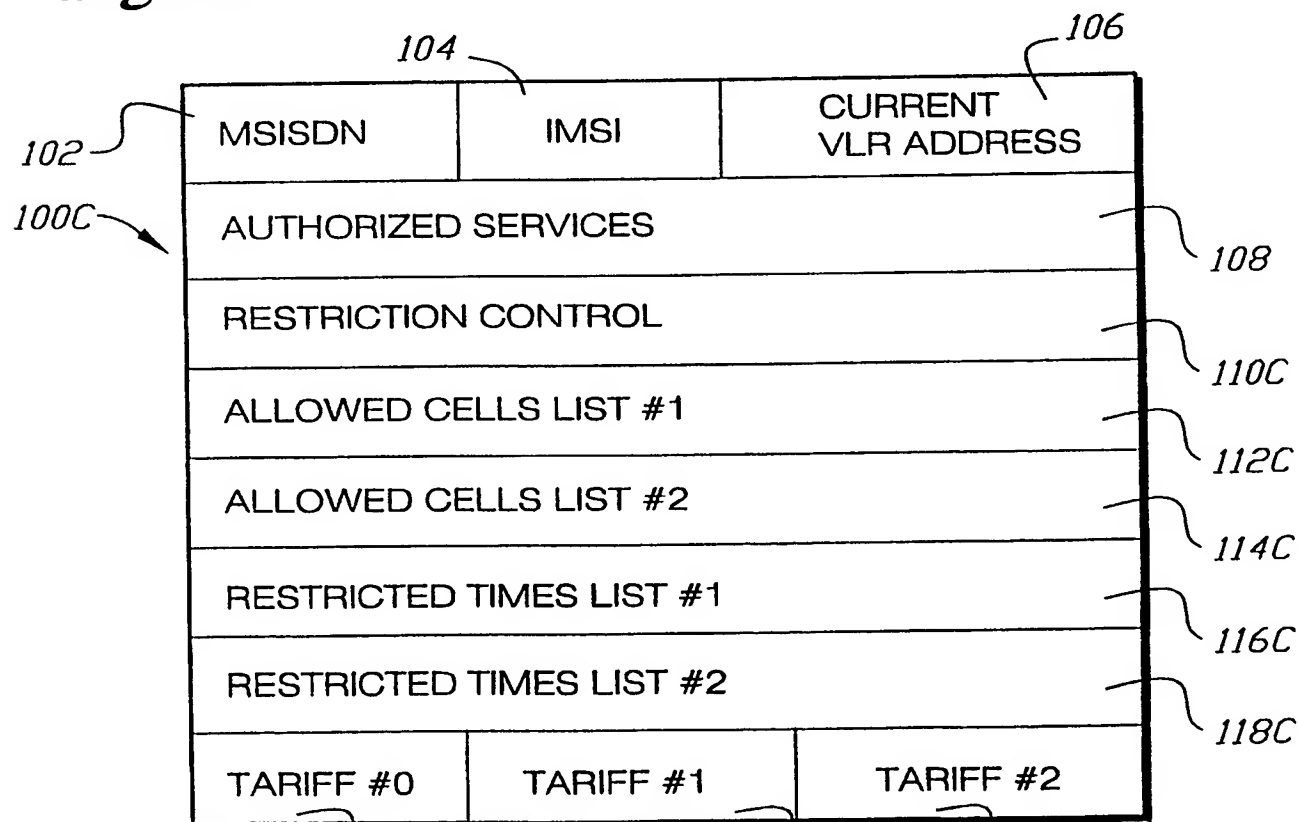 104
106
102
MSISDN
IMSI
CURRENT
VLR ADDRESS
100C
AUTHORIZED SERVICES
108
RESTRICTION CONTROL
110C
ALLOWED CELLS LIST #1
112C
ALLOWED CELLS LIST #2
114C
RESTRICTED TIMES LIST #1
116C
RESTRICTED TIMES LIST #2
118C
TARIFF #0
TARIFF #1
TARIFF #2